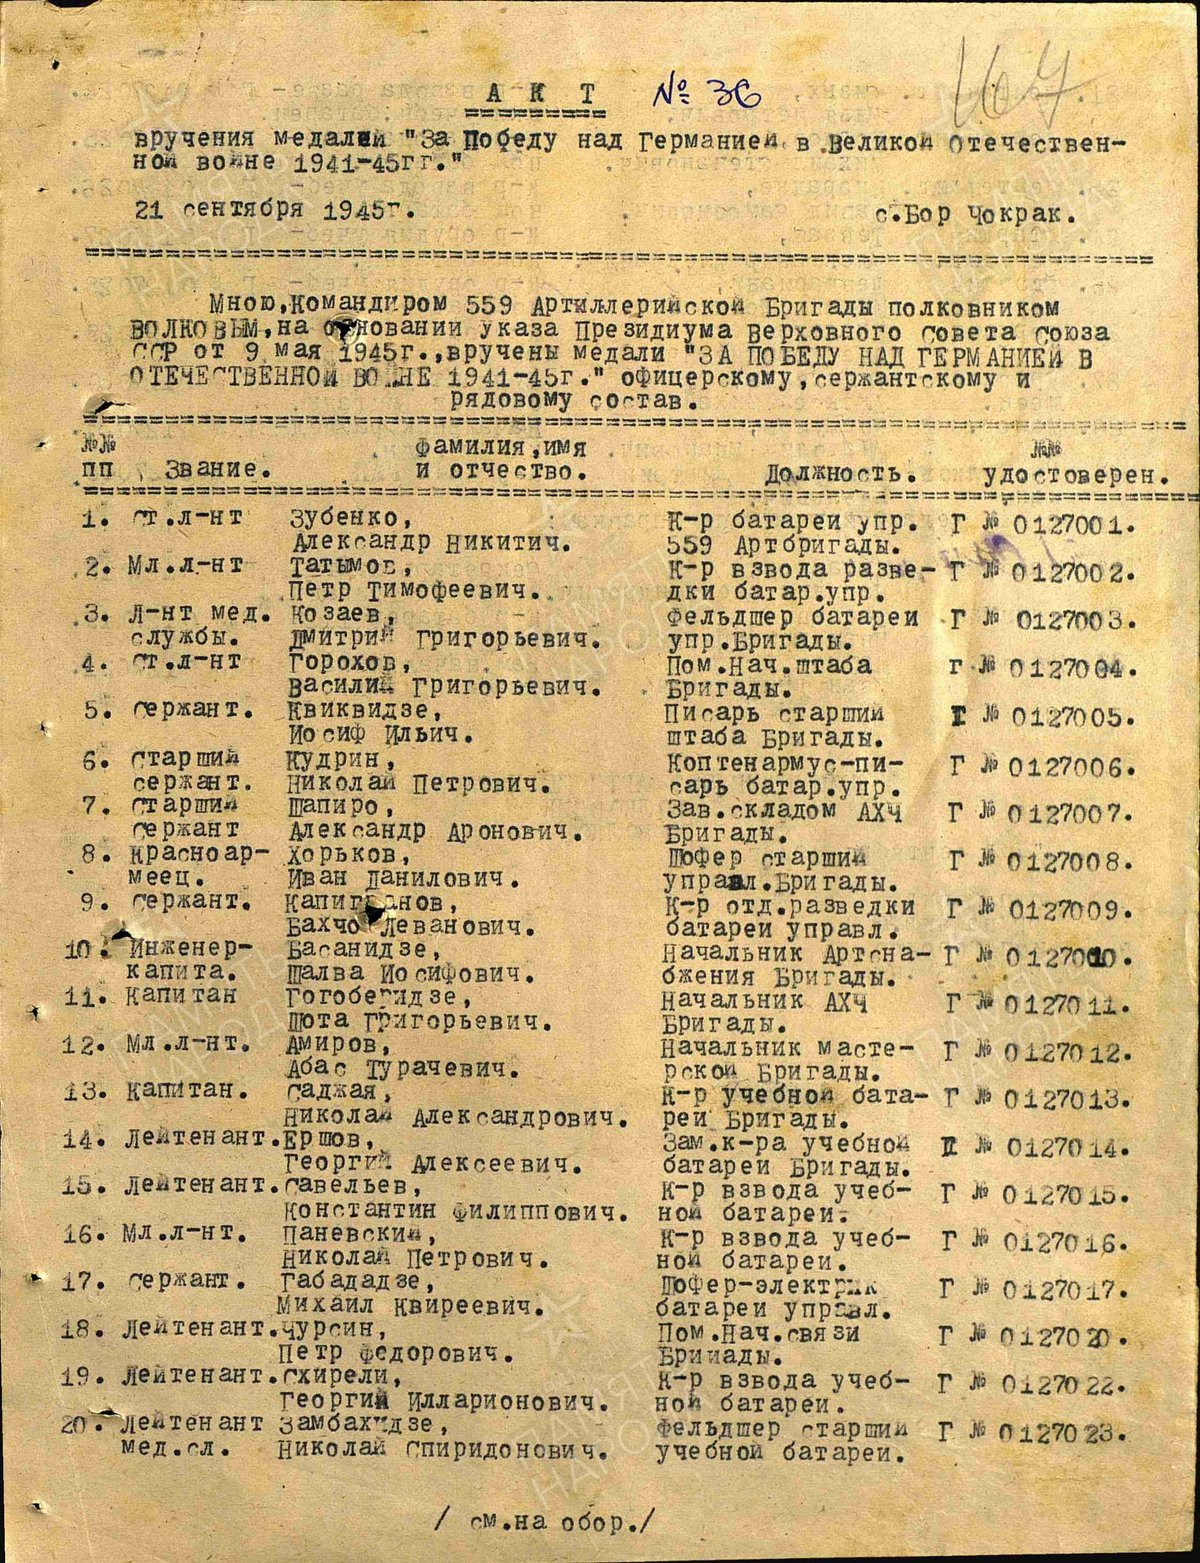 А К Т № 36
167
вручения медалей "За Победу над Германией в Великой Отечествен-
ной войне 1941-45гг."
21 сентября 1945г. с.Бор Чокрак.
Мною, Командиром 559 Артиллерийской Бригады полковником
ВОЛКОВЫМ, на основании указа Президиума Верховного Совета Союза
ССР от 9 мая 1945г., вручены медали "ЗА ПОБЕДУ НАД ГЕРМАНИЕЙ В
ОТЕЧЕСТВЕННОЙ ВОЙНЕ 1941-45г." офицерскому, сержантскому и
рядовому состав.
№№ Фамилия, имя №№
пп Звание. и отчество. Должность. удостоверен.
1. Ст.л-нт Зубенко, К-р батареи упр. Г № 0127001.
Александр Никитич. 559 Артбригады.
2. Мл.л-нт Татымов, К-р взвода разве- Г № 0127002.
Петр Тимофеевич. дки батар.упр.
3. Л-нт мед. Козаев, Фельдшер батареи Г № 0127003.
службы. Дмитрий Григорьевич. упр.Бригады.
4. Ст.л-нт Горохов, Пом.Нач.штаба Г № 0127004.
Василий Григорьевич. Бригады.
5. Сержант. Квиквидзе, Писарь старший Г № 0127005.
Иосиф Ильич. штаба Бригады.
6. Старший Кудрин, Коптенармус-пи- Г № 0127006.
сержант. Николай Петрович. сарь батар.упр.
7. Старший Шапиро, Зав.складом АХЧ Г № 0127007.
сержант Александр Аронович. Бригады.
8. Красноар- Хорьков, Шофер старший Г № 0127008.
меец. Иван Данилович. управл.Бригады.
9. Сержант. К-р отд.разведки Г № 0127009.
Леванович. батареи управл.
10. Инженер- Басанидзе, Начальник Артсна- Г № 0127010.
капита. Шалва Иосифович. бжения Бригады.
11. Капитан Гогоберидзе, Начальник АХЧ Г № 0127011.
Шота Григорьевич. Бригады.
12. Мл.л-нт. Амиров, Начальник масте- Г № 0127012.
Абас Турачевич. рской Бригады.
13. Капитан. Саджая, К-р учебной бата- Г № 0127013.
Николай Александрович. реи Бригады.
14. Лейтенант. Ершов, Зам.к-ра учебной Г № 0127014.
Георгий Алексеевич. батареи Бригады.
15. Лейтенант. Савельев, К-р взвода учеб- Г № 0127015.
Константин Филиппович. ной батареи.
16. Мл.л-нт. Паневский, К-р взвода учеб- Г № 0127016.
Николай Петрович. ной батареи.
17. Сержант. Габададзе, Шофер-электрик Г № 0127017.
Михаил Квиреевич. батареи управл.
18. Лейтенант. Чурсин, Пом.Нач.связи Г № 0127020.
Петр Федорович. Бригады.
19. Лейтенант. Схирели, К-р взвода учеб- Г № 0127022.
Георгий Илларионович. ной батареи.
20. Лейтенант Замбахидзе, Фельдшер старший Г № 0127023.
мед.сл. Николай Спиридонович. учебной батареи.
/ см.на обор./